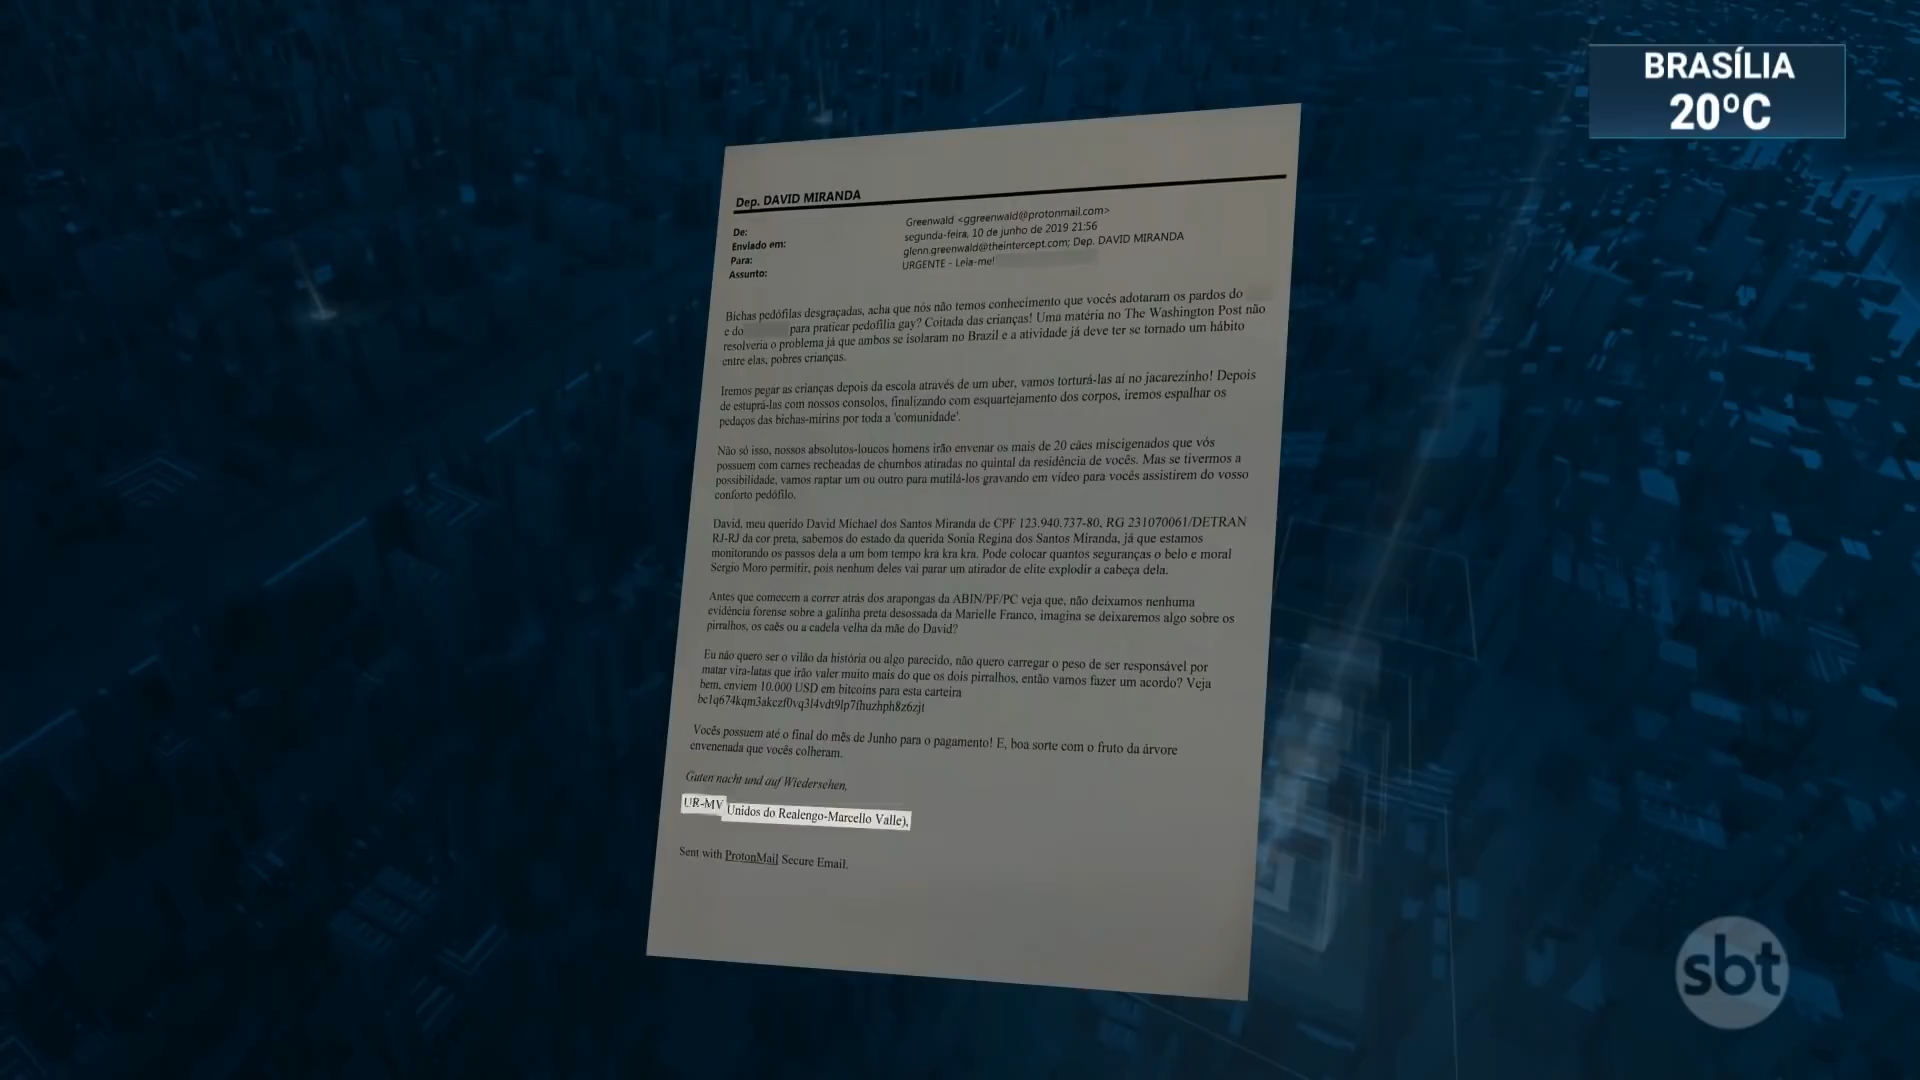 BRASÍLIA
20ºC
Dep. DAVID MIRANDA
De: Greenwald <ggreenwald@protonmail.com>
Enviado em: segunda-feira, 10 de junho de 2019 21:56
Para: glenn.greenwald@theintercept.com; Dep. DAVID MIRANDA
Assunto: URGENTE - Leia-me!
Bichas pedófilas desgraçadas, acha que nós não temos conhecimento que vocês adotaram os pardos do
e do para praticar pedofilia gay? Coitada das crianças! Uma matéria no The Washington Post não
resolveria o problema já que ambos se isolaram no Brazil e a atividade já deve ter se tornado um hábito
entre elas, pobres crianças.
Iremos pegar as crianças depois da escola através de um uber, vamos torturá-las aí no jacarezinho! Depois
de estuprá-las com nossos consolos, finalizando com esquartejamento dos corpos, iremos espalhar os
pedaços das bichas-mirins por toda a 'comunidade'.
Não só isso, nossos absolutos-loucos homens irão envenar os mais de 20 cães miscigenados que vós
possuem com carnes recheadas de chumbos atiradas no quintal da residência de vocês. Mas se tivermos a
possibilidade, vamos raptar um ou outro para mutilá-los gravando em vídeo para vocês assistirem do vosso
conforto pedófilo.
David, meu querido David Michael dos Santos Miranda de CPF 123.940.737-80, RG 231070061/DETRAN
RJ-RJ da cor preta, sabemos do estado da querida Sonia Regina dos Santos Miranda, já que estamos
monitorando os passos dela a um bom tempo kra kra kra. Pode colocar quantos seguranças o belo e moral
Sergio Moro permitir, pois nenhum deles vai parar um atirador de elite explodir a cabeça dela.
Antes que comecem a correr atrás dos arapongas da ABIN/PF/PC veja que, não deixamos nenhuma
evidência forense sobre a galinha preta desossada da Marielle Franco, imagina se deixaremos algo sobre os
pirralhos, os caês ou a cadela velha da mãe do David?
Eu não quero ser o vilão da história ou algo parecido, não quero carregar o peso de ser responsável por
matar vira-latas que irão valer muito mais do que os dois pirralhos, então vamos fazer um acordo? Veja
bem, enviem 10.000 USD em bitcoins para esta carteira
bc1q674kqm3akczf0vq3l4vdt9lp7fhuzhph8z6zjt
Vocês possuem até o final do mês de Junho para o pagamento! E, boa sorte com o fruto da árvore
envenenada que vocês colheram.
Guten nacht und auf Wiedersehen,
UR-MV Unidos do Realengo-Marcello Valle),
Sent with ProtonMail Secure Email.
sbt